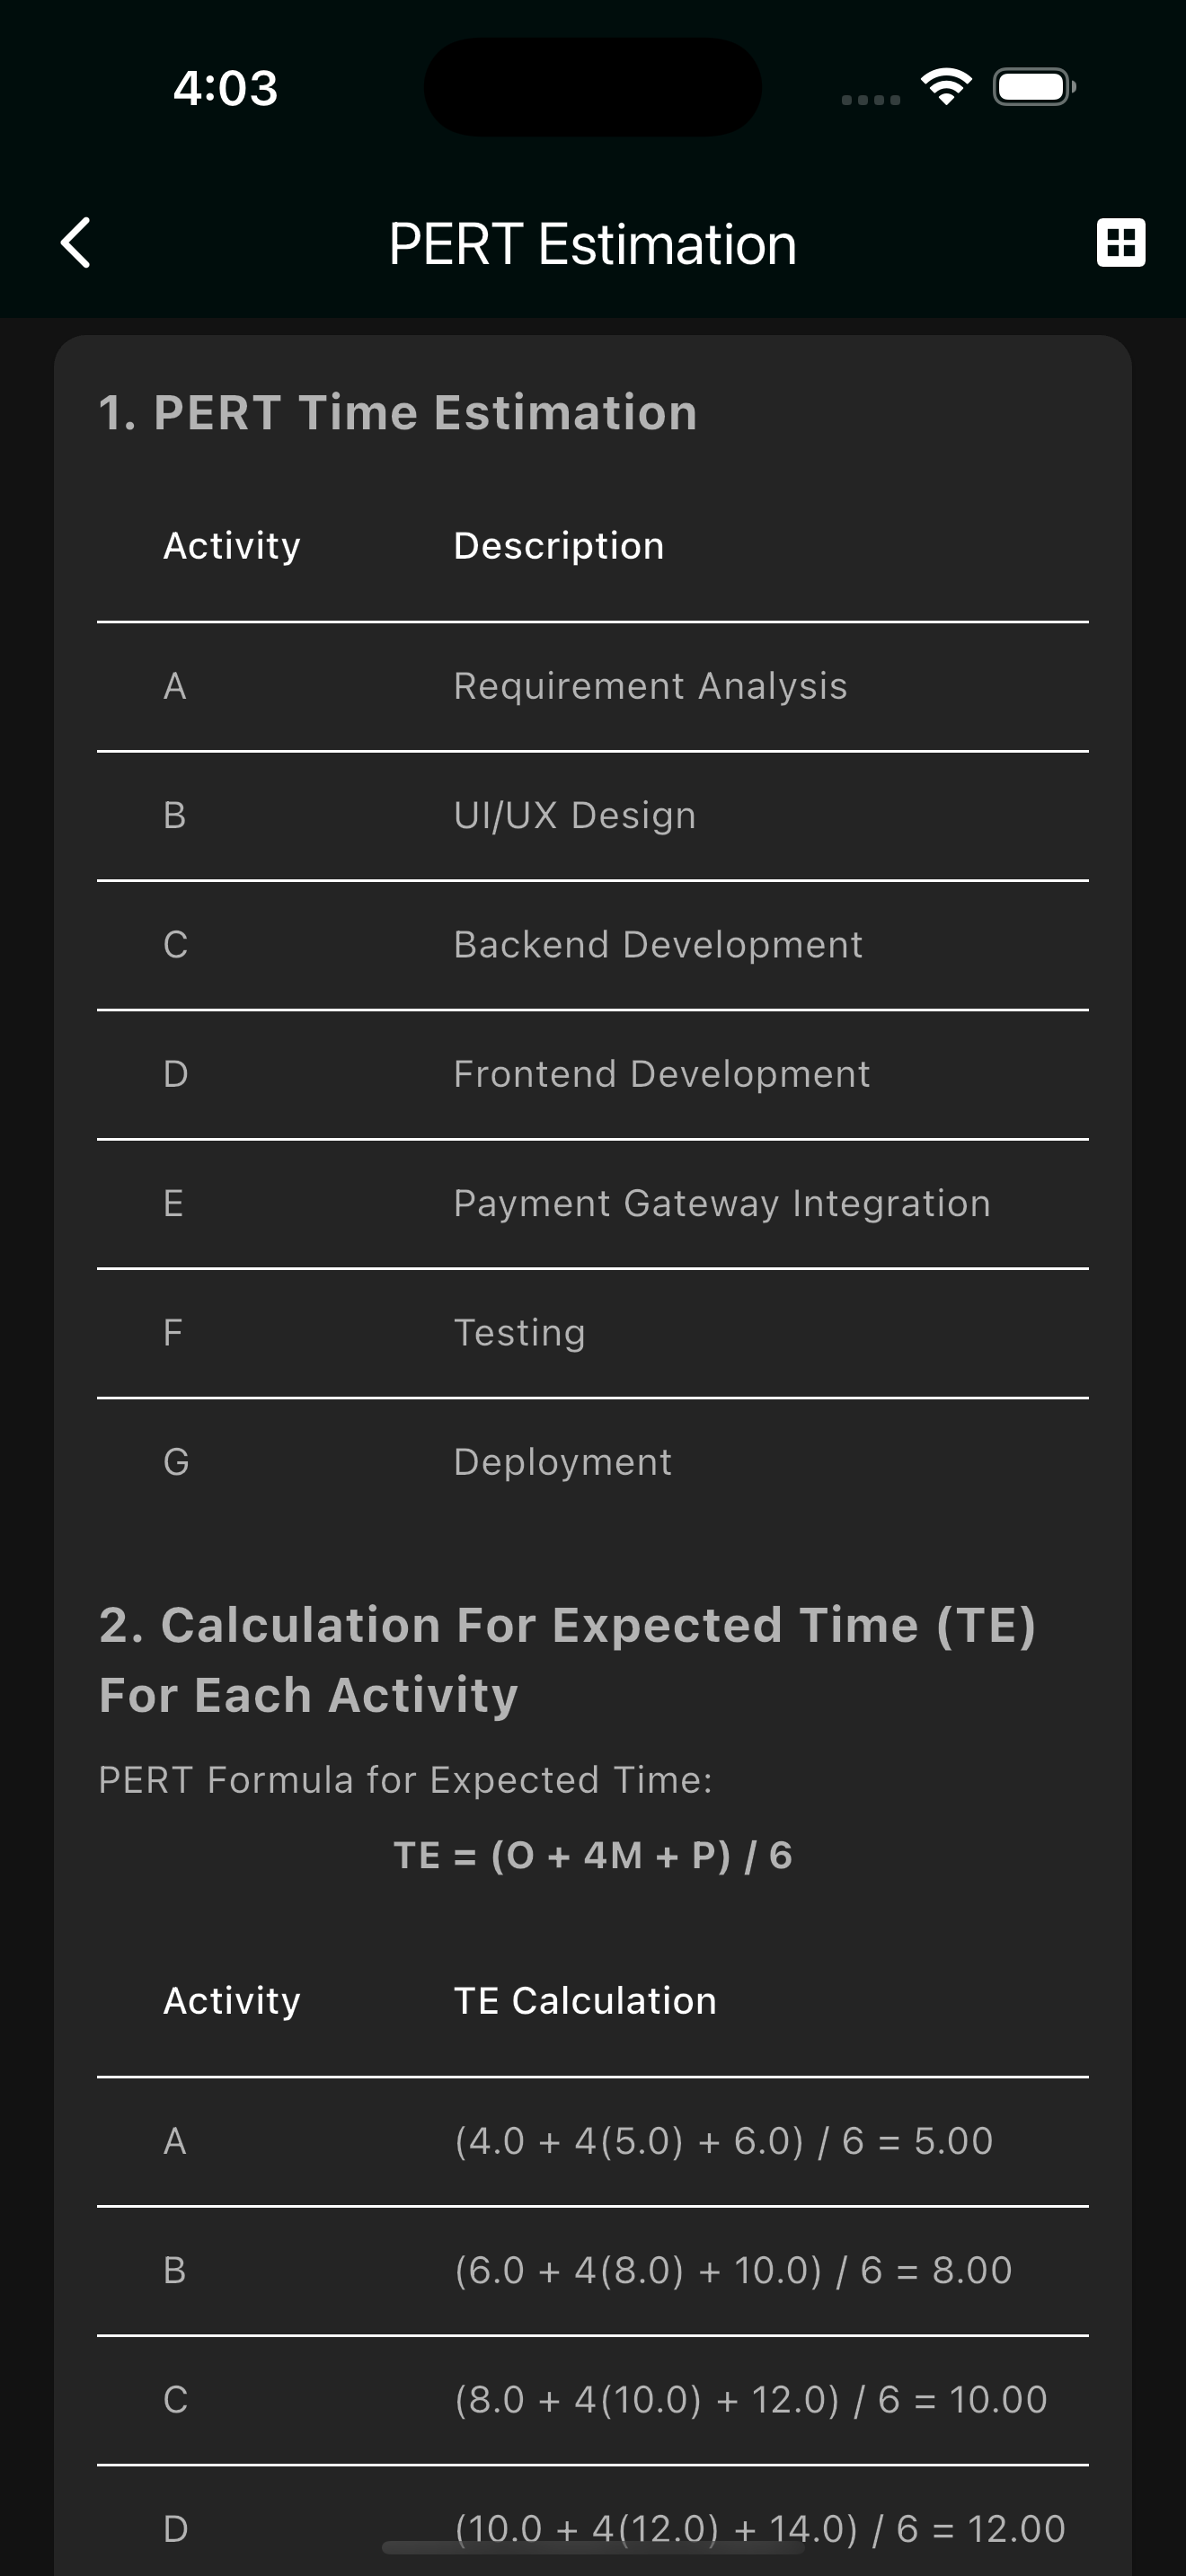 4:03
PERT Estimation
1. PERT Time Estimation
Activity Description
A Requirement Analysis
B UI/UX Design
C Backend Development
D Frontend Development
E Payment Gateway Integration
F Testing
G Deployment
2. Calculation For Expected Time (TE)
For Each Activity
PERT Formula for Expected Time:
TE = (O + 4M + P) / 6
Activity TE Calculation
A (4.0 + 4(5.0) + 6.0) / 6 = 5.00
B (6.0 + 4(8.0) + 10.0) / 6 = 8.00
C (8.0 + 4(10.0) + 12.0) / 6 = 10.00
D (10.0 + 4(12.0) + 14.0) / 6 = 12.00